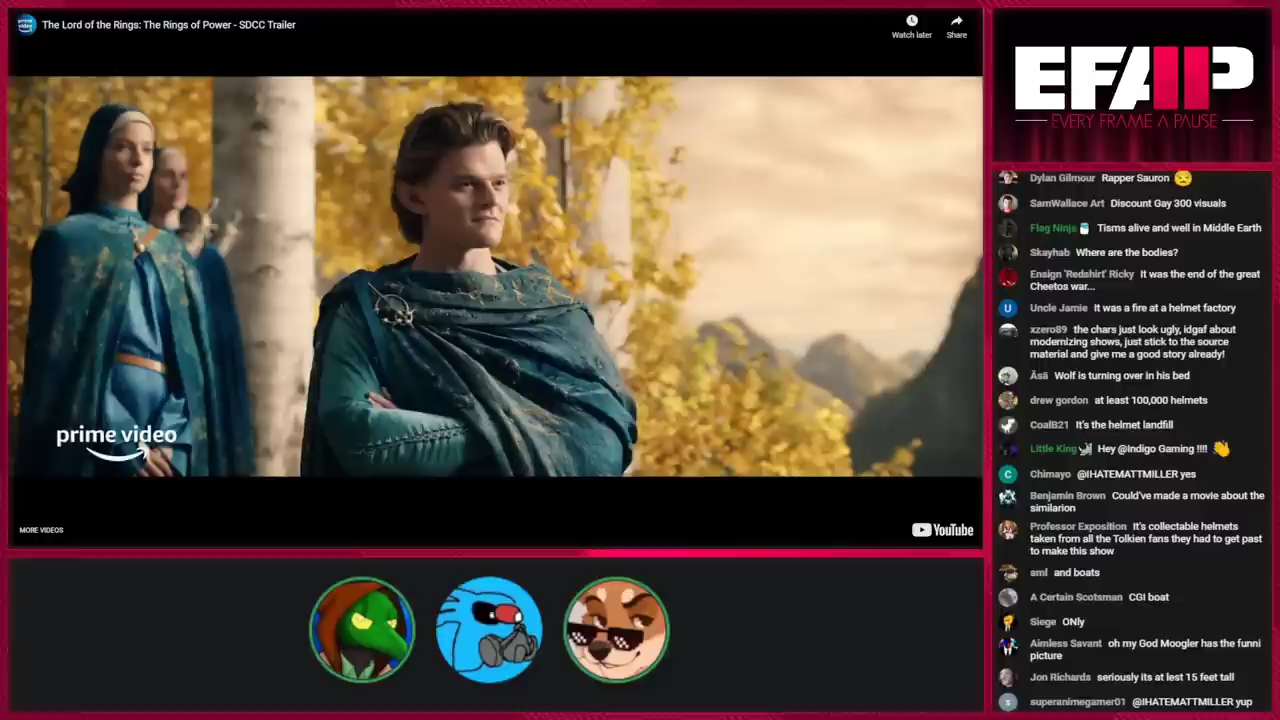 prime video
The Lord of the Rings: The Rings of Power - SDCC Trailer
Watch later
Share
prime video
MORE VIDEOS
YouTube
EFAP
EVERY FRAME A PAUSE
Dylan Gilmour Rapper Sauron
SamWallace Art Discount Gay 300 visuals
Flag Ninja Tisms alive and well in Middle Earth
Skayhab Where are the bodies?
Ensign 'Redshirt' Ricky It was the end of the great
Cheetos war...
U
Uncle Jamie It was a fire at a helmet factory
xzero89 the chars just look ugly, idgaf about
modernizing shows, just stick to the source
material and give me a good story already!
Äsä Wolf is turning over in his bed
drew gordon at least 100,000 helmets
CoalB21 It's the helmet landfill
Little King Hey @Indigo Gaming !!!!
C
Chimayo @IHATEMATTMILLER yes
Benjamin Brown Could've made a movie about the
similarion
Professor Exposition It's collectable helmets
taken from all the Tolkien fans they had to get past
to make this show
aml and boats
A Certain Scotsman CGI boat
Siege ONly
Aimless Savant oh my God Moogler has the funni
picture
Jon Richards seriously its at lest 15 feet tall
s
superanimegamer01 @IHATEMATTMILLER yup